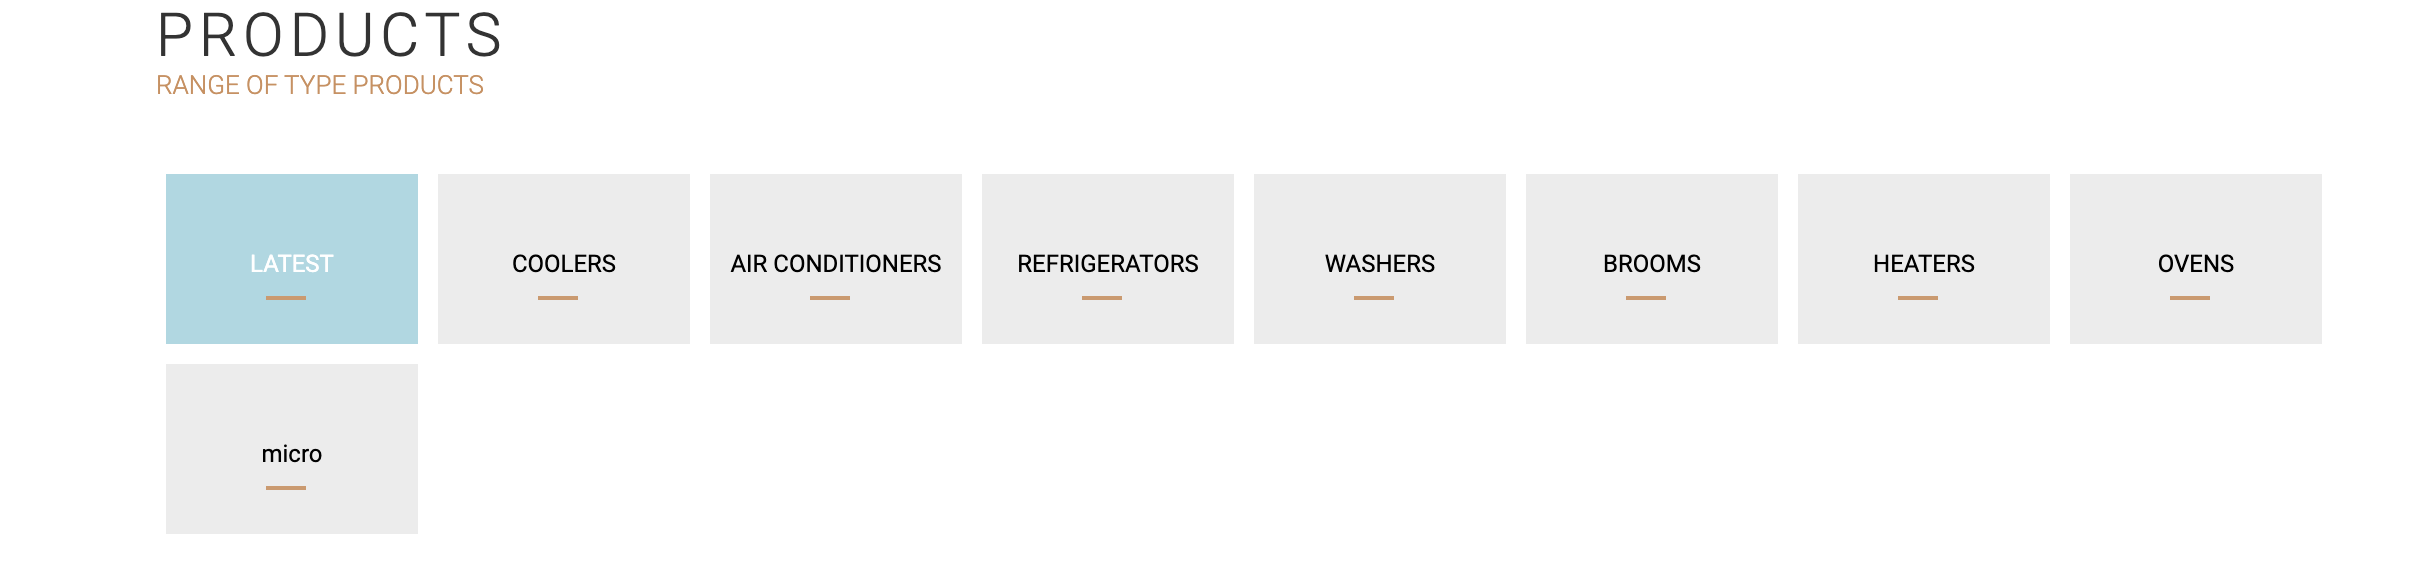 PRODUCTS
RANGE OF TYPE PRODUCTS
LATEST
COOLERS
AIR CONDITIONERS
REFRIGERATORS
WASHERS
BROOMS
HEATERS
OVENS
micro